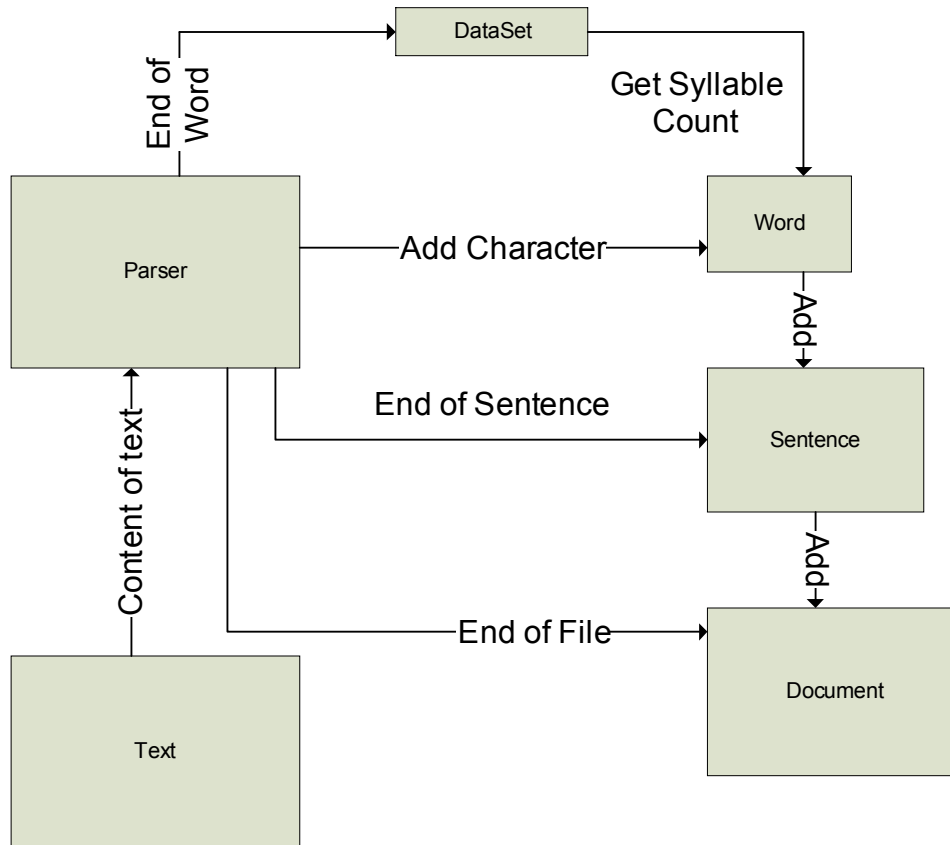 DataSet
End of
Word
Get Syllable
Count
Parser
Add Character
Word
Add
Content of text
End of Sentence
Sentence
Add
End of File
Document
Text